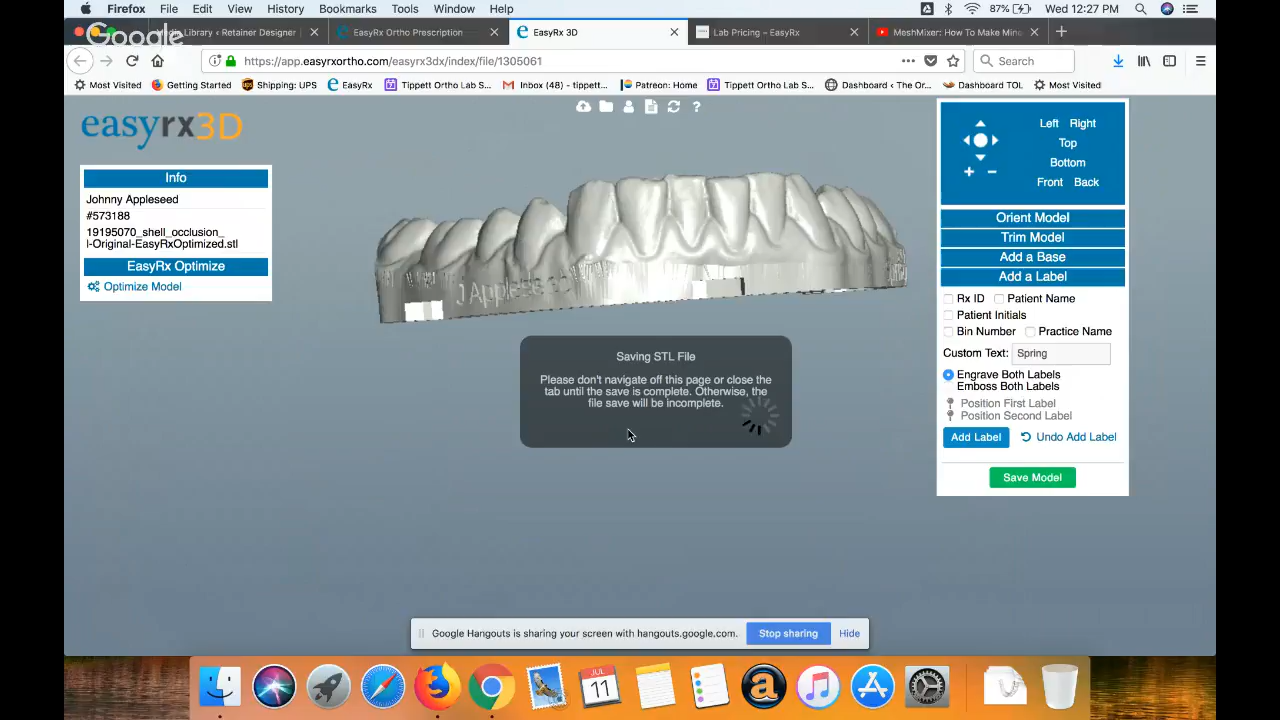 Firefox File Edit View History Bookmarks Tools Window Help 87% Wed 12:27 PM
Google
Library ‹ Retainer Designer
EasyRx Ortho Prescription
EasyRx 3D
Lab Pricing – EasyRx
MeshMixer: How To Make Mine
https://app.easyrxortho.com/easyrx3dx/index/file/1305061
Search
Most Visited Getting Started Shipping: UPS EasyRx Tippett Ortho Lab S... Inbox (48) - tippett... Patreon: Home Tippett Ortho Lab S... Dashboard ‹ The Or... Dashboard TOL Most Visited
easyrx3D
Info
Johnny Appleseed
#573188
19195070_shell_occlusion_
l-Original-EasyRxOptimized.stl
EasyRx Optimize
Optimize Model
J Appleseed
Saving STL File
Please don't navigate off this page or close the
tab until the save is complete. Otherwise, the
file save will be incomplete.
Left Right
Top
Bottom
Front Back
Orient Model
Trim Model
Add a Base
Add a Label
Rx ID Patient Name
Patient Initials
Bin Number Practice Name
Custom Text: Spring
Engrave Both Labels
Emboss Both Labels
Position First Label
Position Second Label
Add Label Undo Add Label
Save Model
Google Hangouts is sharing your screen with hangouts.google.com. Stop sharing Hide
JUL
11